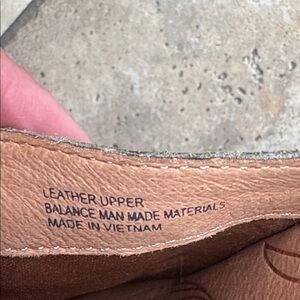 LEATHER UPPER
BALANCE MAN MADE MATERIALS
MADE IN VIETNAM